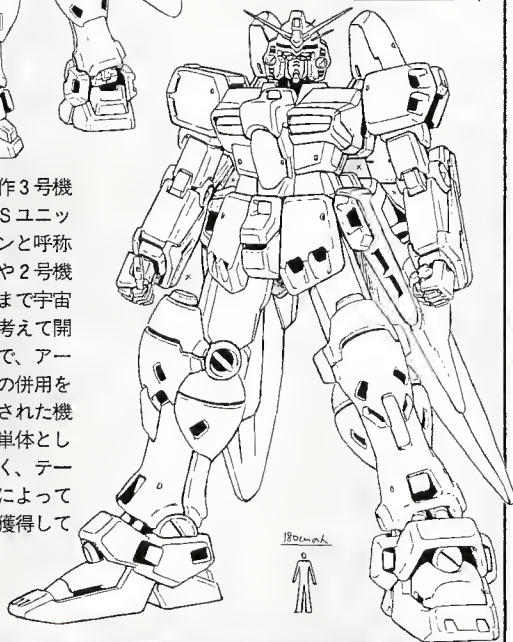 作3号機
Sユニッ
ンと呼称
や2号機
まで宇宙
考えて開
で、アー
の併用を
された機
単体とし
く、テー
によって
獲得して
180cmの人